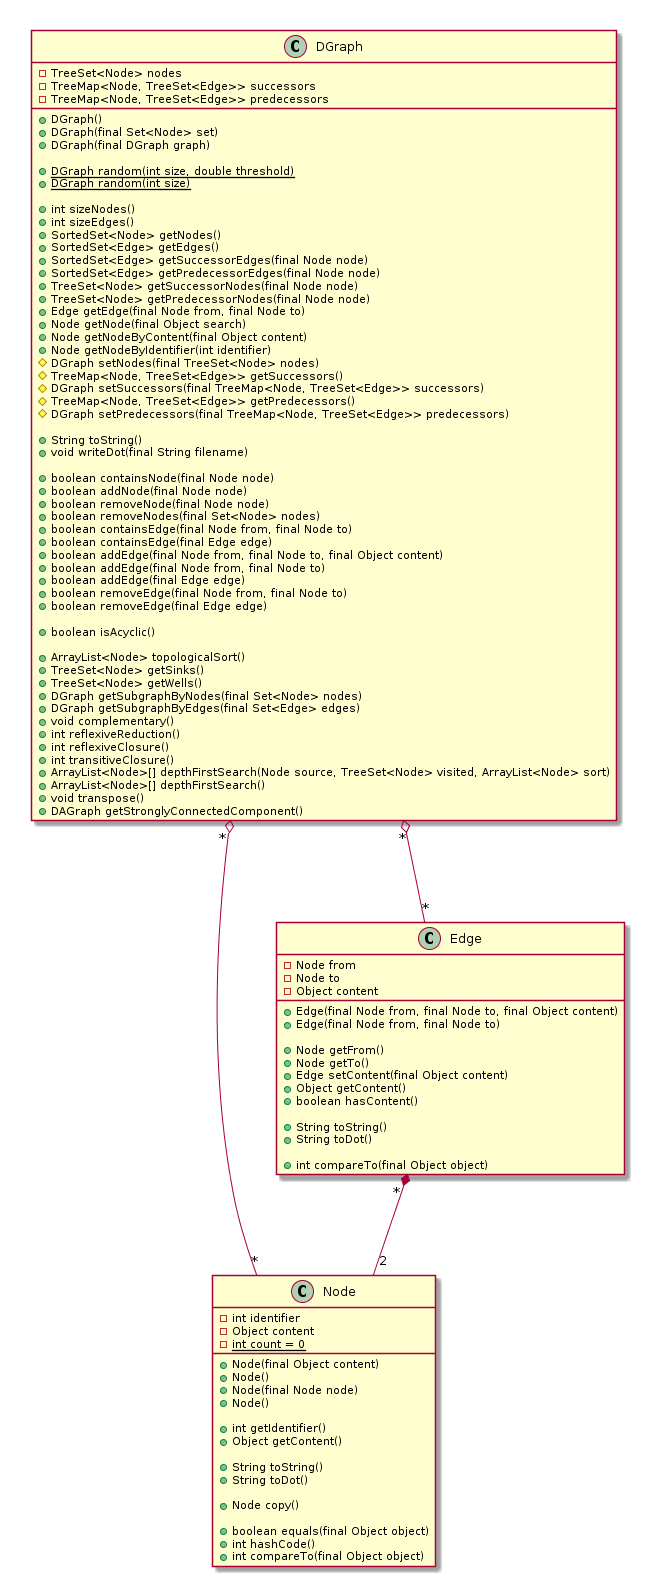 C DGraph
TreeSet<Node> nodes
TreeMap<Node, TreeSet<Edge>> successors
TreeMap<Node, TreeSet<Edge>> predecessors
DGraph()
DGraph(final Set<Node> set)
DGraph(final DGraph graph)
DGraph random(int size, double threshold)
DGraph random(int size)
int sizeNodes()
int sizeEdges()
SortedSet<Node> getNodes()
SortedSet<Edge> getEdges()
SortedSet<Edge> getSuccessorEdges(final Node node)
SortedSet<Edge> getPredecessorEdges(final Node node)
TreeSet<Node> getSuccessorNodes(final Node node)
TreeSet<Node> getPredecessorNodes(final Node node)
Edge getEdge(final Node from, final Node to)
Node getNode(final Object search)
Node getNodeByContent(final Object content)
Node getNodeByIdentifier(int identifier)
DGraph setNodes(final TreeSet<Node> nodes)
TreeMap<Node, TreeSet<Edge>> getSuccessors()
DGraph setSuccessors(final TreeMap<Node, TreeSet<Edge>> successors)
TreeMap<Node, TreeSet<Edge>> getPredecessors()
DGraph setPredecessors(final TreeMap<Node, TreeSet<Edge>> predecessors)
String toString()
void writeDot(final String filename)
boolean containsNode(final Node node)
boolean addNode(final Node node)
boolean removeNode(final Node node)
boolean removeNodes(final Set<Node> nodes)
boolean containsEdge(final Node from, final Node to)
boolean containsEdge(final Edge edge)
boolean addEdge(final Node from, final Node to, final Object content)
boolean addEdge(final Node from, final Node to)
boolean addEdge(final Edge edge)
boolean removeEdge(final Node from, final Node to)
boolean removeEdge(final Edge edge)
boolean isAcyclic()
ArrayList<Node> topologicalSort()
TreeSet<Node> getSinks()
TreeSet<Node> getWells()
DGraph getSubgraphByNodes(final Set<Node> nodes)
DGraph getSubgraphByEdges(final Set<Edge> edges)
void complementary()
int reflexiveReduction()
int reflexiveClosure()
int transitiveClosure()
ArrayList<Node>[] depthFirstSearch(Node source, TreeSet<Node> visited, ArrayList<Node> sort)
ArrayList<Node>[] depthFirstSearch()
void transpose()
DAGraph getStronglyConnectedComponent()
* *
*
C Edge
Node from
Node to
Object content
Edge(final Node from, final Node to, final Object content)
Edge(final Node from, final Node to)
Node getFrom()
Node getTo()
Edge setContent(final Object content)
Object getContent()
boolean hasContent()
String toString()
String toDot()
int compareTo(final Object object)
*
* 2
C Node
int identifier
Object content
int count = 0
Node(final Object content)
Node()
Node(final Node node)
Node()
int getIdentifier()
Object getContent()
String toString()
String toDot()
Node copy()
boolean equals(final Object object)
int hashCode()
int compareTo(final Object object)